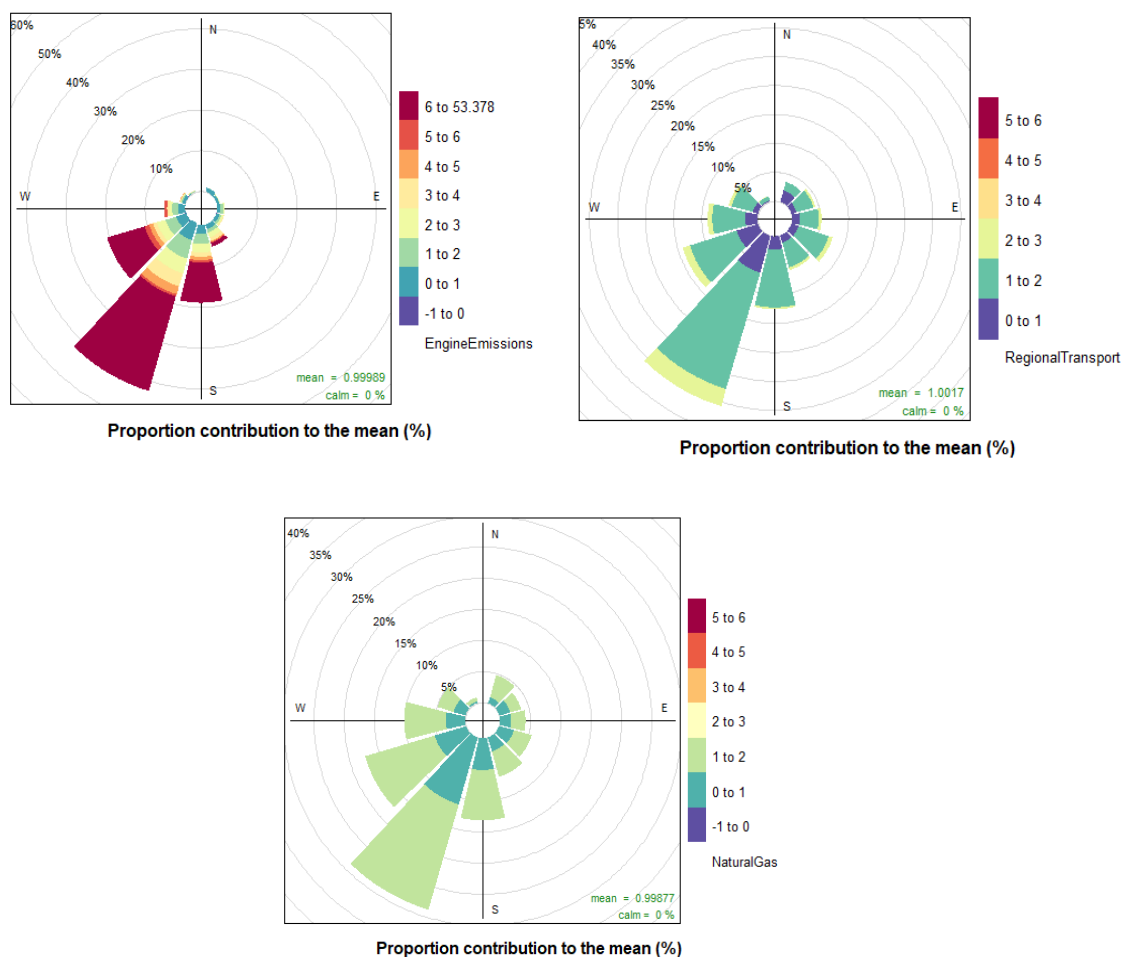 60%
50%
40%
30%
20%
10%
N
W
E
S
6 to 53.378
5 to 6
4 to 5
3 to 4
2 to 3
1 to 2
0 to 1
-1 to 0
EngineEmissions
mean = 0.99989
calm = 0 %
Proportion contribution to the mean (%)
5%
40%
35%
30%
25%
20%
15%
10%
5%
N
W
E
S
5 to 6
4 to 5
3 to 4
2 to 3
1 to 2
0 to 1
RegionalTransport
mean = 1.0017
calm = 0 %
Proportion contribution to the mean (%)
40%
35%
30%
25%
20%
15%
10%
5%
N
W
E
S
5 to 6
4 to 5
3 to 4
2 to 3
1 to 2
0 to 1
-1 to 0
NaturalGas
mean = 0.99877
calm = 0 %
Proportion contribution to the mean (%)